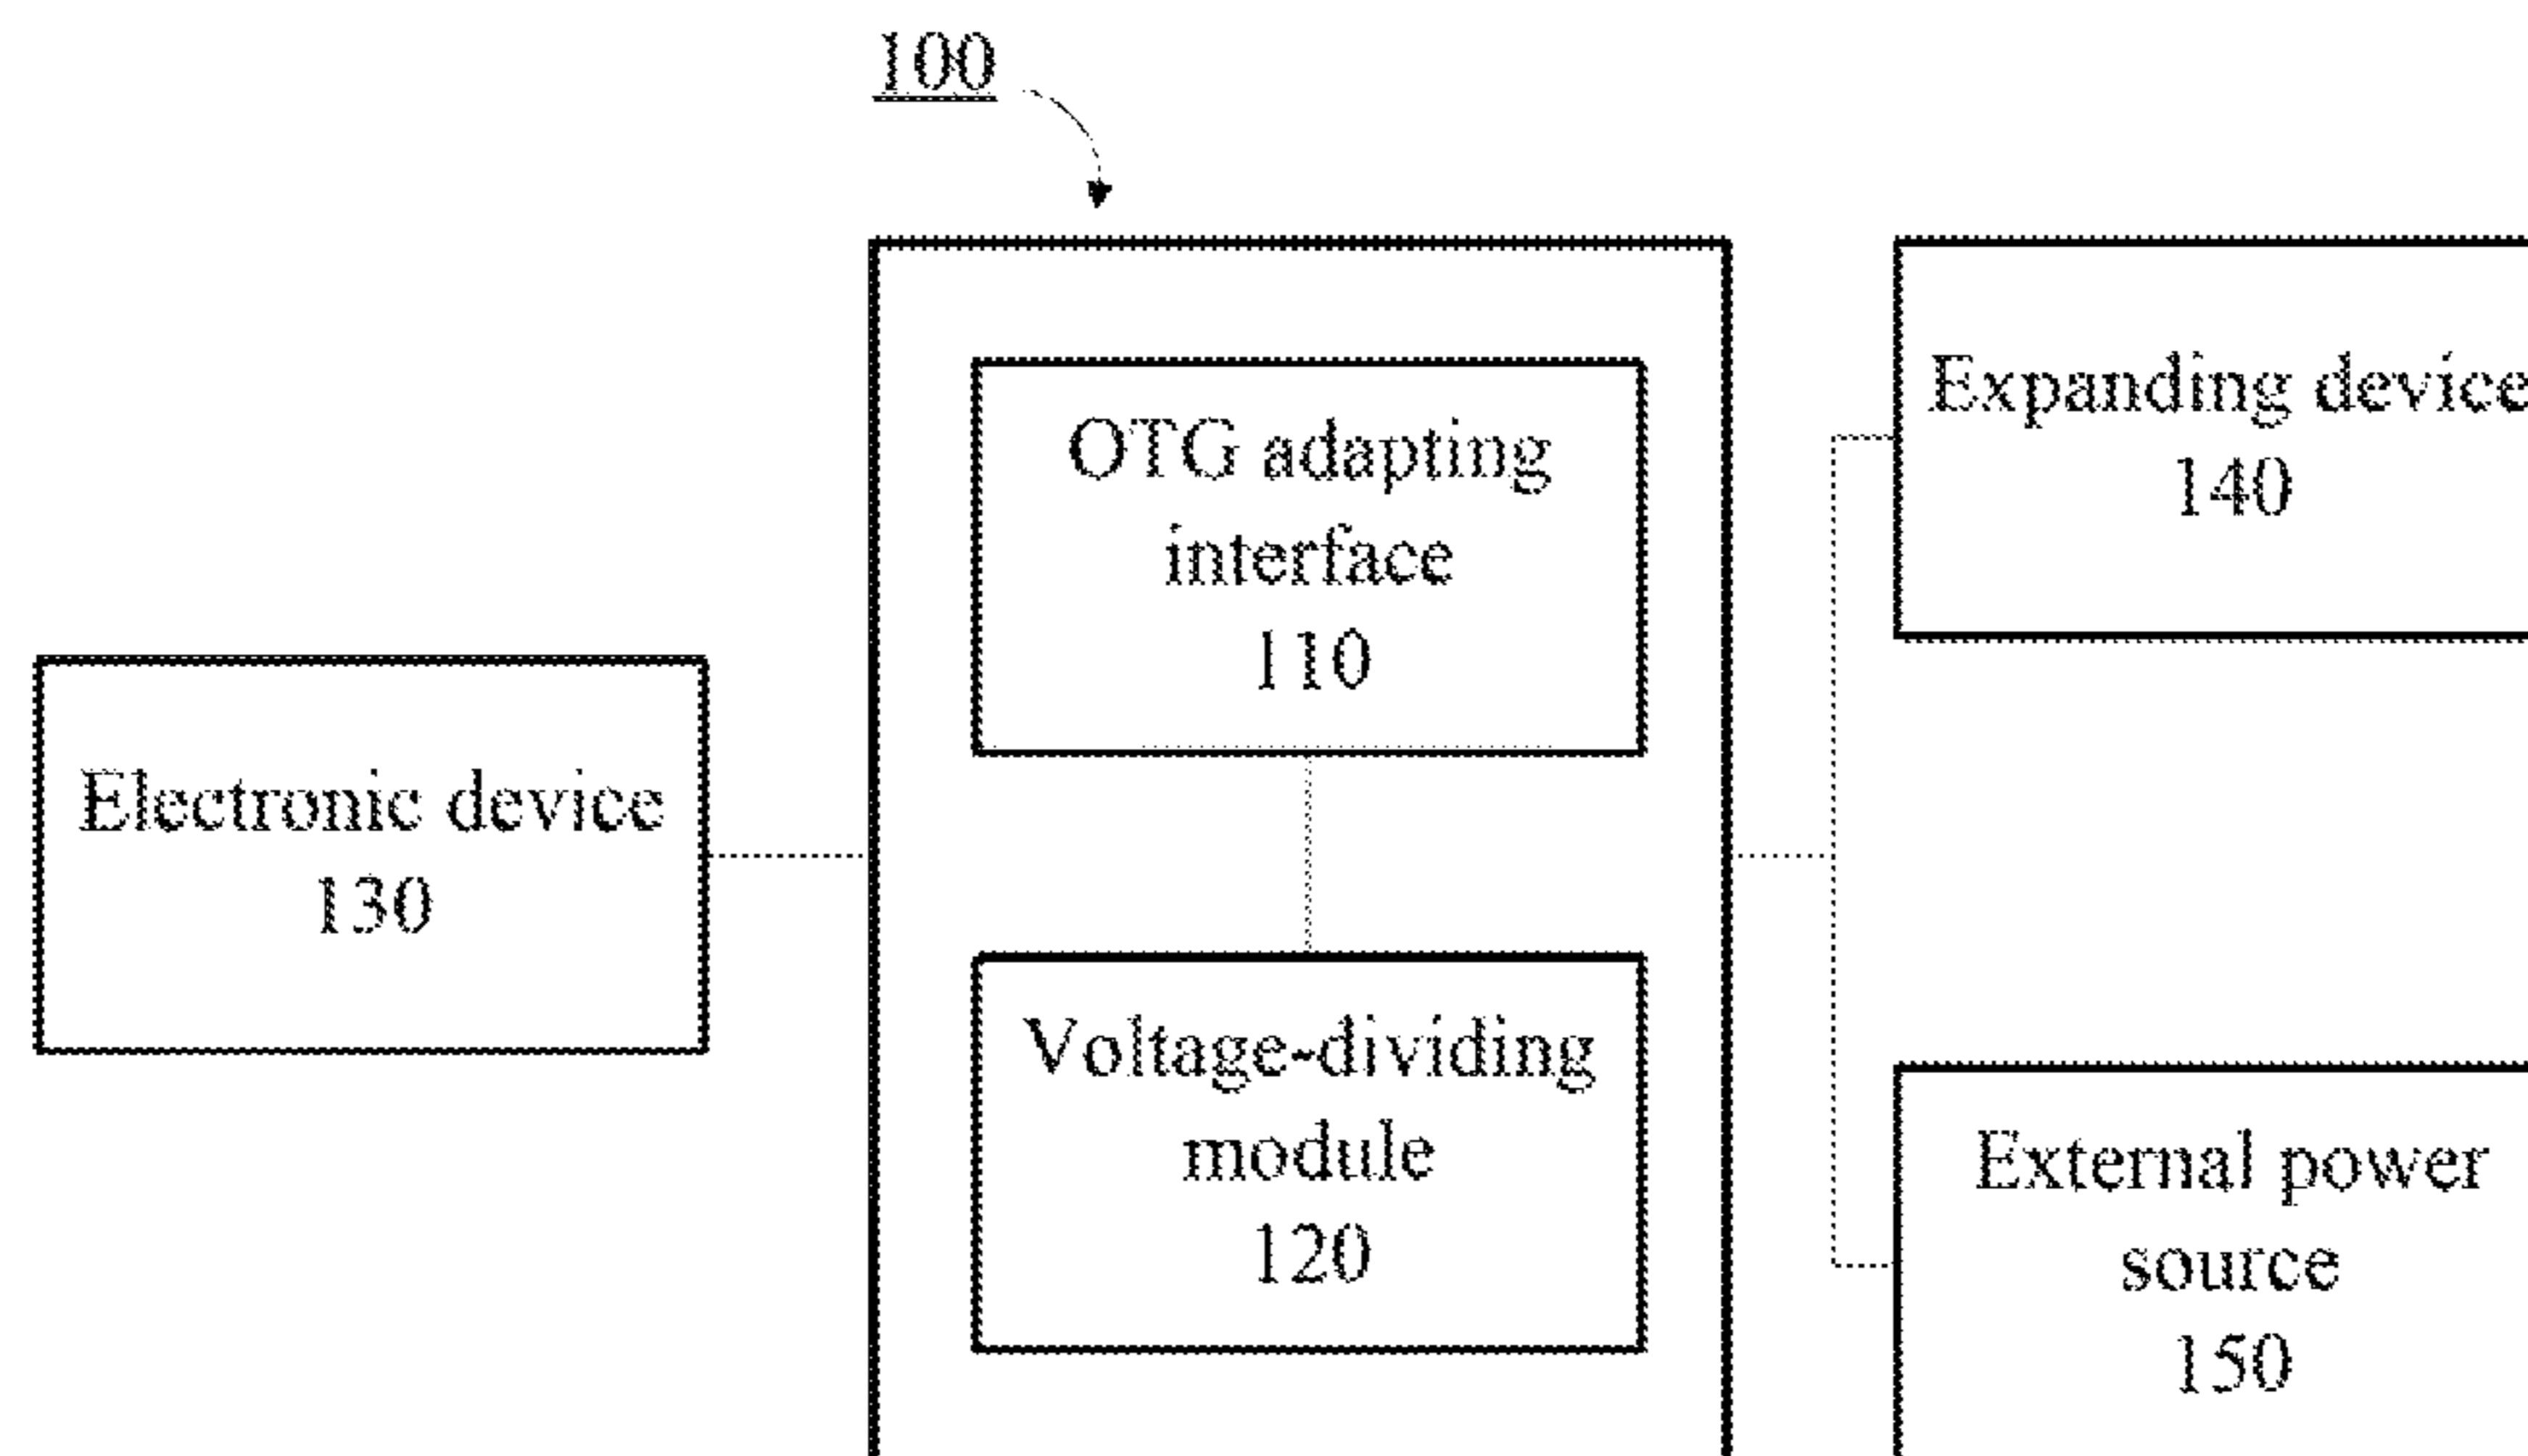 100
OTG adapting
interface
110
Voltage-dividing
module
120
Electronic device
130
Expanding device
140
External power
source
150